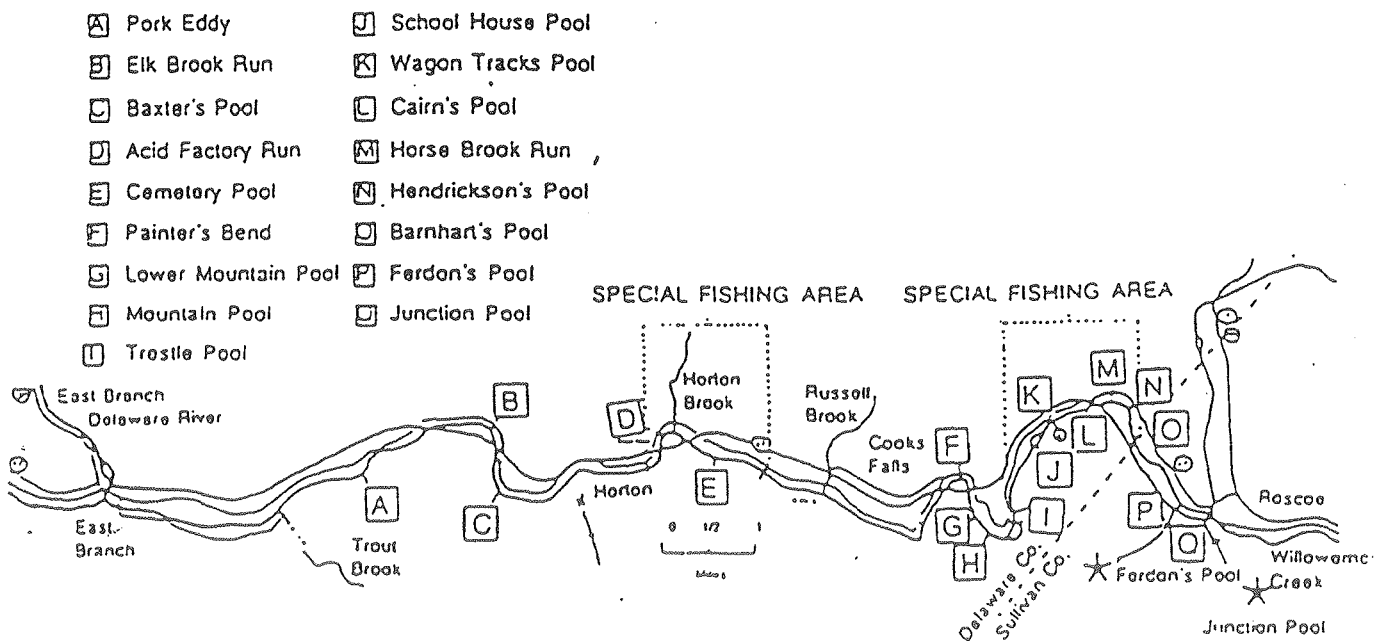 A Pork Eddy
B Elk Brook Run
C Baxter's Pool
D Acid Factory Run
E Cemetery Pool
F Painter's Bend
G Lower Mountain Pool
H Mountain Pool
I Trostle Pool
J School House Pool
K Wagon Tracks Pool
L Cairn's Pool
M Horse Brook Run
N Hendrickson's Pool
O Barnhart's Pool
P Ferdon's Pool
Q Junction Pool
SPECIAL FISHING AREA
SPECIAL FISHING AREA
East Branch
Delaware River
B
D
Horton
Brook
Russell
Brook
Cooks
Falls
F
K
M
N
L
O
J
A
C
Horton
E
G
H
I
P
Q
Roscoe
East
Branch
Trout
Brook
0 1/2 1
Miles
Delaware Co.
Sullivan Co.
Ferdon's Pool
Willowemoc
Creek
Junction Pool